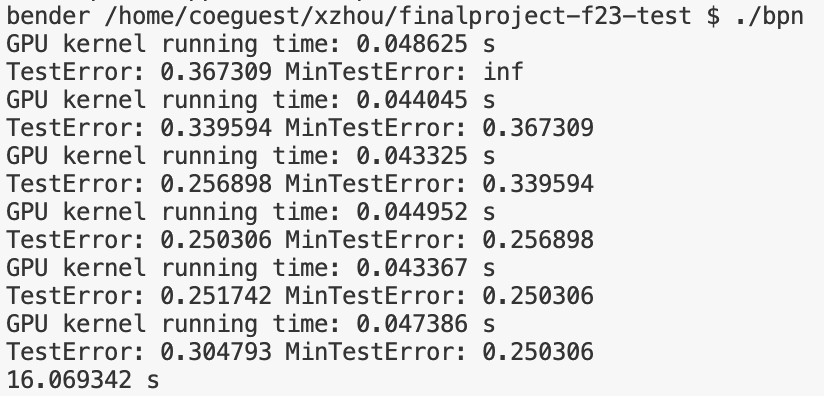 bender /home/coeguest/xzhou/finalproject-f23-test $ ./bpn
GPU kernel running time: 0.048625 s
TestError: 0.367309 MinTestError: inf
GPU kernel running time: 0.044045 s
TestError: 0.339594 MinTestError: 0.367309
GPU kernel running time: 0.043325 s
TestError: 0.256898 MinTestError: 0.339594
GPU kernel running time: 0.044952 s
TestError: 0.250306 MinTestError: 0.256898
GPU kernel running time: 0.043367 s
TestError: 0.251742 MinTestError: 0.250306
GPU kernel running time: 0.047386 s
TestError: 0.304793 MinTestError: 0.250306
16.069342 s